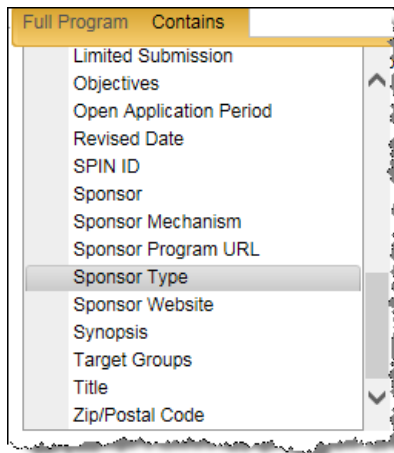 Full Program Contains
Limited Submission
Objectives
Open Application Period
Revised Date
SPIN ID
Sponsor
Sponsor Mechanism
Sponsor Program URL
Sponsor Type
Sponsor Website
Synopsis
Target Groups
Title
Zip/Postal Code